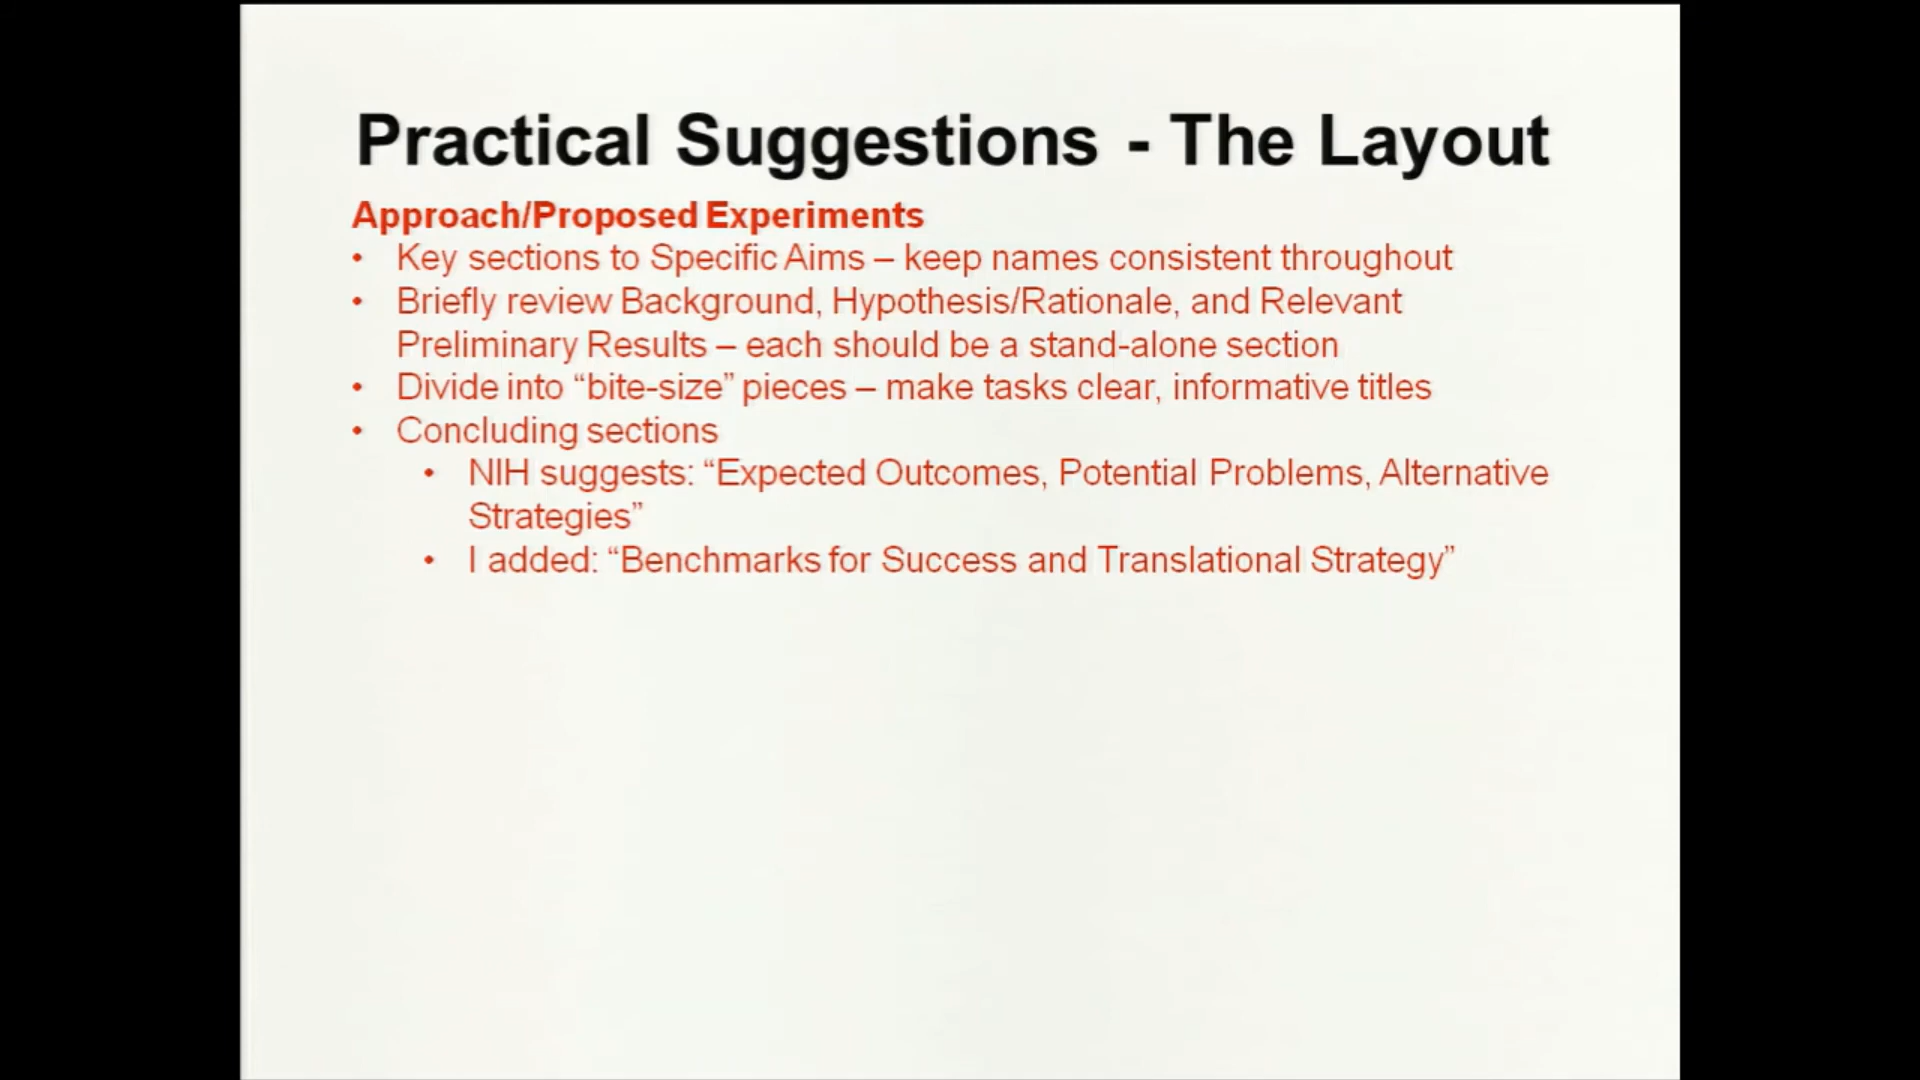 Practical Suggestions - The Layout
Approach/Proposed Experiments
• Key sections to Specific Aims – keep names consistent throughout
• Briefly review Background, Hypothesis/Rationale, and Relevant
Preliminary Results – each should be a stand-alone section
• Divide into “bite-size” pieces – make tasks clear, informative titles
• Concluding sections
• NIH suggests: “Expected Outcomes, Potential Problems, Alternative
Strategies”
• I added: “Benchmarks for Success and Translational Strategy”